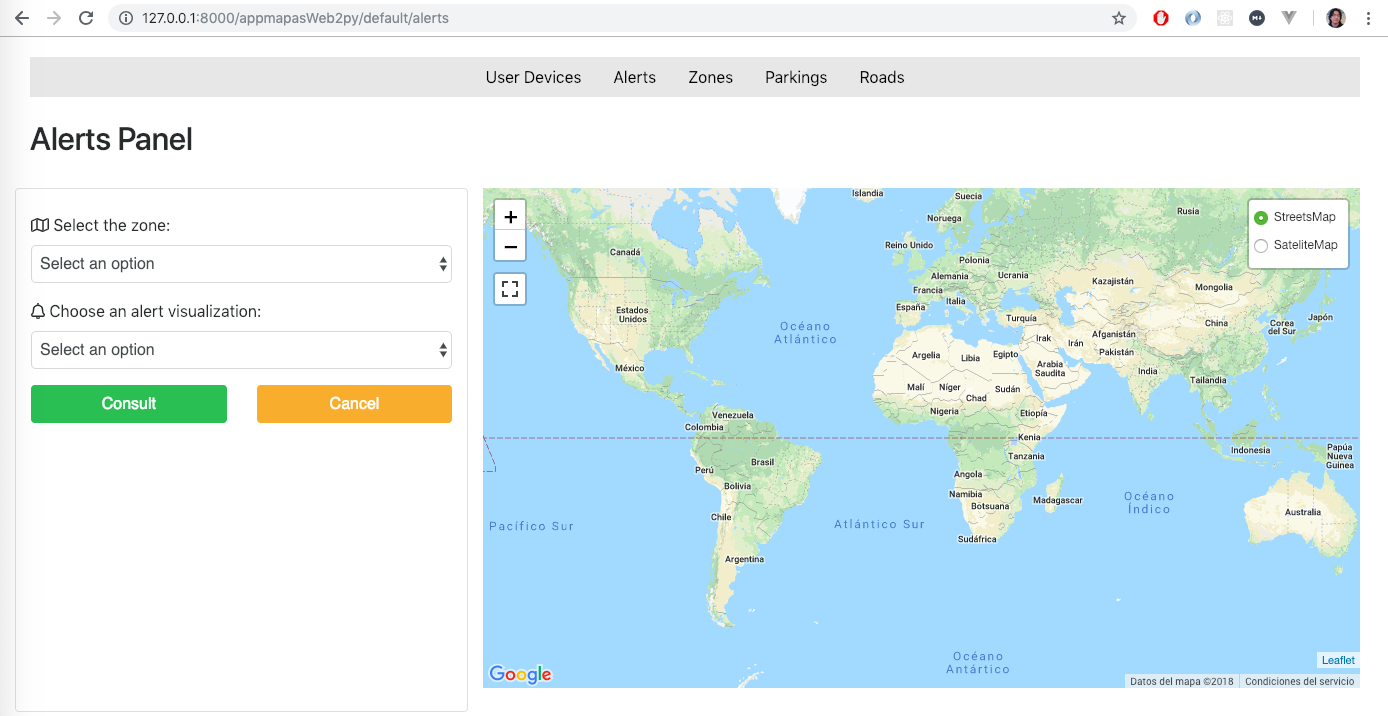 127.0.0.1:8000/appmapasWeb2py/default/alerts
User Devices Alerts Zones Parkings Roads
Alerts Panel
Select the zone:
Select an option
Choose an alert visualization:
Select an option
Consult Cancel
+
−
StreetsMap
SateliteMap
Islandia
Suecia
Noruega
Rusia
Canadá
Reino Unido
Polonia
Alemania
Ucrania
Francia
Kazajistán
Mongolia
España
Italia
Estados
Unidos
Océano
Atlántico
Turquía
China
Corea
del Sur
Japón
Afganistán
Irak
Irán
Pakistán
Argelia
Libia
Egipto
Arabia
Saudita
México
India
Tailandia
Malí
Níger
Chad
Sudán
Nigeria
Etiopía
Venezuela
Colombia
Kenia
Indonesia
Papúa
Nueva
Guinea
Tanzania
Perú
Brasil
Bolivia
Angola
Namibia
Botsuana
Madagascar
Océano
Índico
Chile
Australia
Pacífico Sur
Atlántico Sur
Sudáfrica
Argentina
Océano
Antártico
Leaflet
Google
Datos del mapa ©2018 Condiciones del servicio